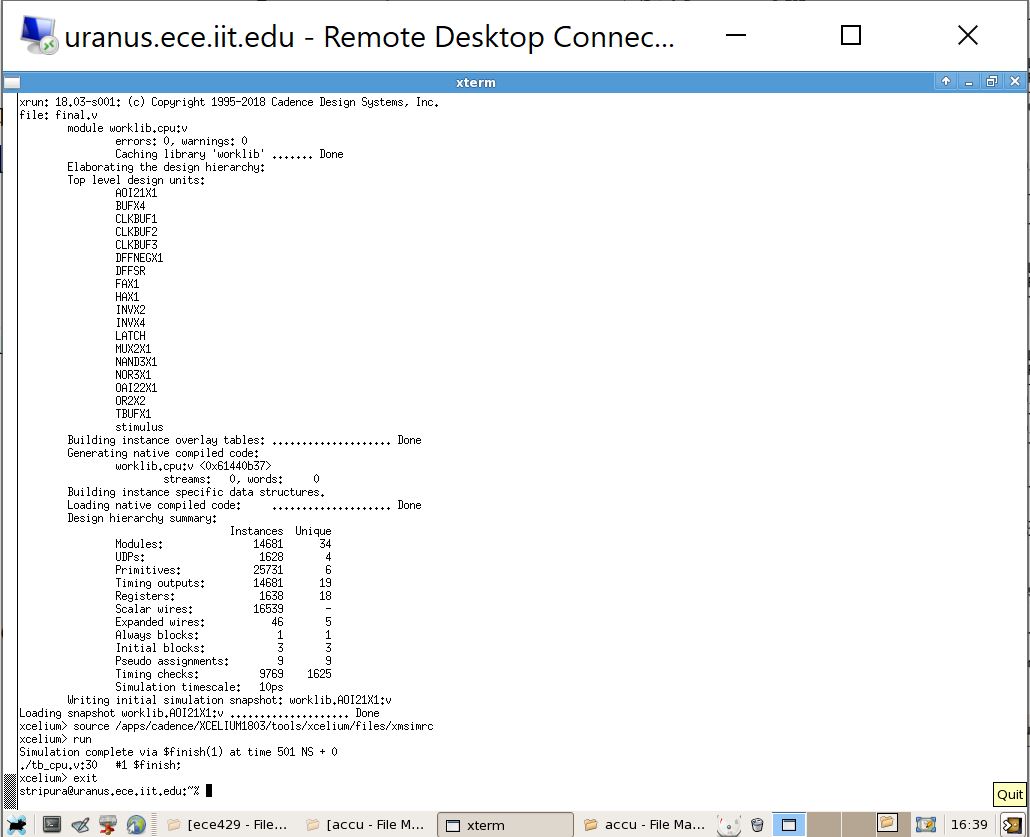 uranus.ece.iit.edu - Remote Desktop Connec...
xterm
xrun: 18.03-s001: (c) Copyright 1995-2018 Cadence Design Systems, Inc.
file: final.v
module worklib.cpu:v
errors: 0, warnings: 0
Caching library 'worklib' ....... Done
Elaborating the design hierarchy:
Top level design units:
AOI21X1
BUFX4
CLKBUF1
CLKBUF2
CLKBUF3
DFFNEGX1
DFFSR
FAX1
HAX1
INVX2
INVX4
LATCH
MUX2X1
NAND3X1
NOR3X1
OAI22X1
OR2X2
TBUFX1
stimulus
Building instance overlay tables: .................... Done
Generating native compiled code:
worklib.cpu:v <0x61440b37>
streams: 0, words: 0
Building instance specific data structures.
Loading native compiled code: .................... Done
Design hierarchy summary:
Instances Unique
Modules: 14681 34
UDPs: 1628 4
Primitives: 25731 6
Timing outputs: 14681 19
Registers: 1638 18
Scalar wires: 16539 -
Expanded wires: 46 5
Always blocks: 1 1
Initial blocks: 3 3
Pseudo assignments: 9 9
Timing checks: 9769 1625
Simulation timescale: 10ps
Writing initial simulation snapshot: worklib.AOI21X1:v
Loading snapshot worklib.AOI21X1:v .................... Done
xcelium> source /apps/cadence/XCELIUM1803/tools/xcelium/files/xmsimrc
xcelium> run
Simulation complete via $finish(1) at time 501 NS + 0
./tb_cpu.v:30 #1 $finish;
xcelium> exit
stripura@uranus.ece.iit.edu:~%
Quit
[ece429 - File... [accu - File M... xterm accu - File Ma... 16:39